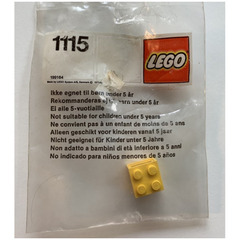 1115
LEGO
Ikke egnet til børn under 5 år
Rekommanderas ej barn under 5 år
Ei alle 5-vuotiaille
Not suitable for children under 5 years
Ne convient pas à un enfant de moins de 5 ans
Alleen geschikt voor kinderen vanaf 5 jaar
Nicht geeignet für Kinder unter 5 Jahre
Non adatto a bambini di età inferiore a 5 anni
No indicado para niños menores de 5 años